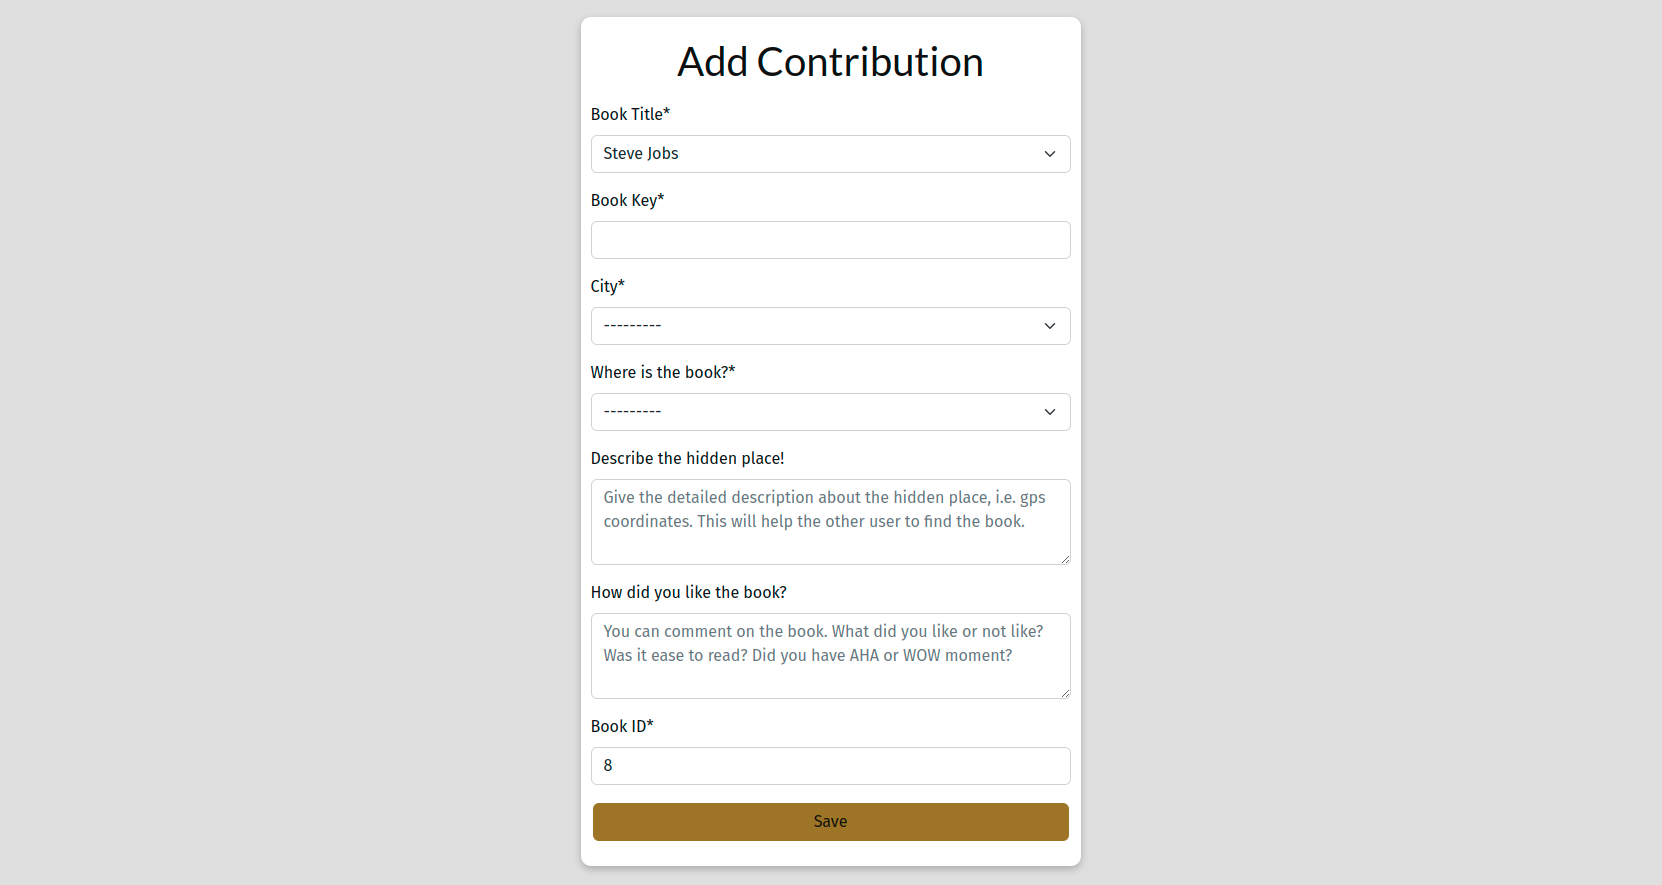 Add Contribution
Book Title*
Steve Jobs
Book Key*
City*
---------
Where is the book?*
---------
Describe the hidden place!
Give the detailed description about the hidden place, i.e. gps
coordinates. This will help the other user to find the book.
How did you like the book?
You can comment on the book. What did you like or not like?
Was it ease to read? Did you have AHA or WOW moment?
Book ID*
8
Save